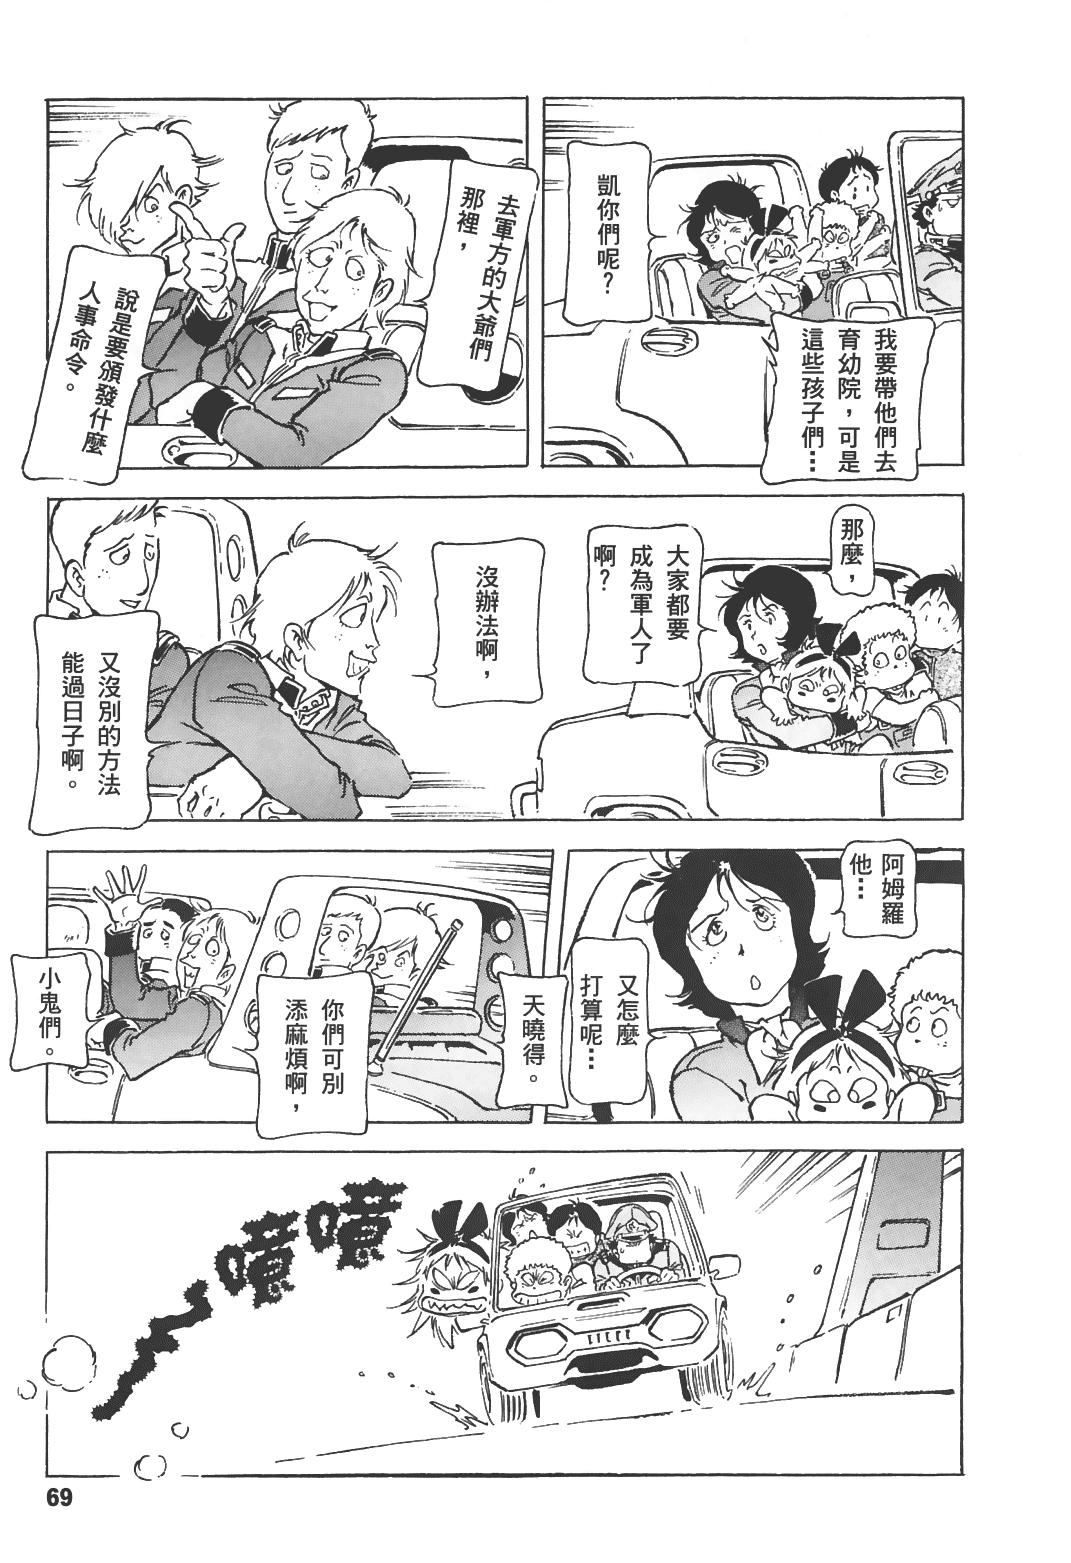 凱你們呢？
我要帶他們去
育幼院，可是
這些孩子們…
去軍方的大爺們
那裡，
說是要頒發什麼
人事命令。
那麼，
大家都要
成為軍人了
啊？
沒辦法啊，
又沒別的方法
能過日子啊。
阿姆羅
他…
又怎麼
打算呢…
天曉得。
你們可別
添麻煩啊，
小鬼們。
噴噴～
69